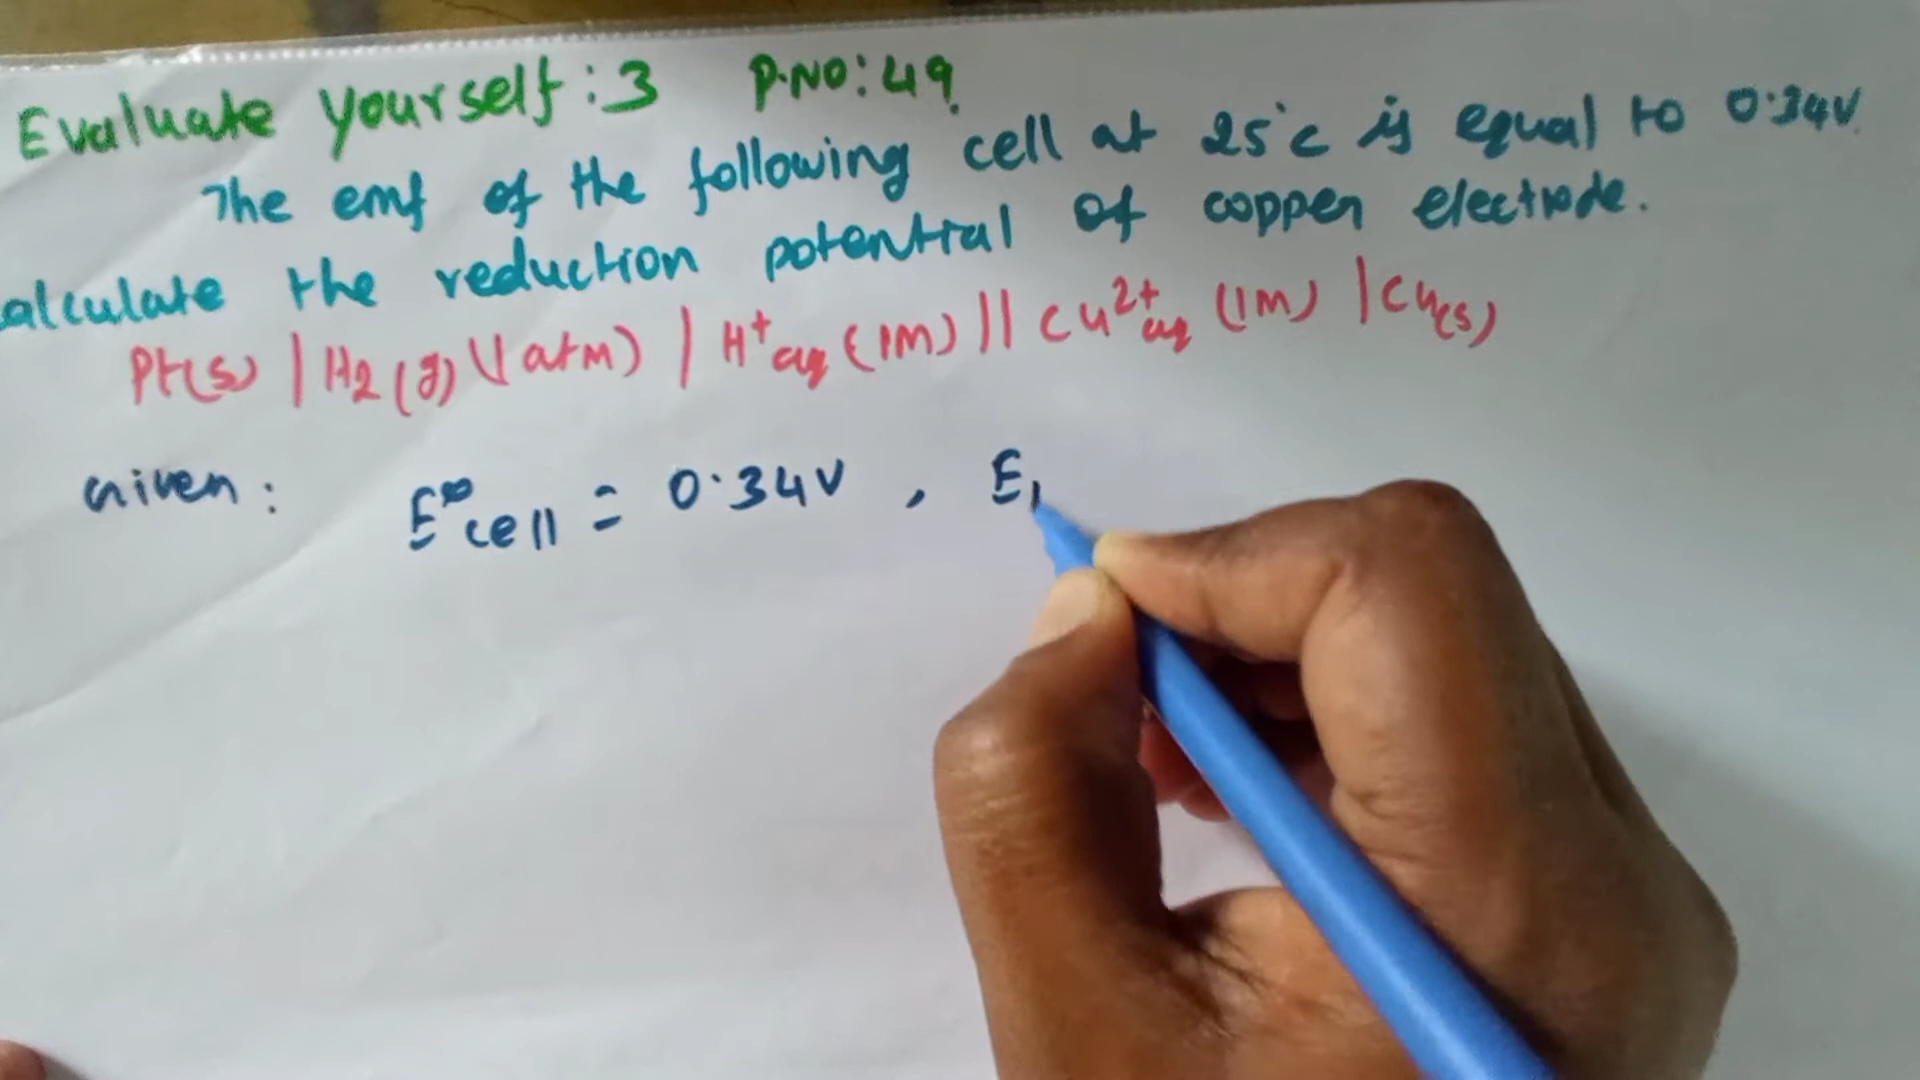 Evaluate yourself: 3 P.NO: 49.
The emf of the following cell at 25°C is equal to 0.34V.
alculate the reduction potential of copper electrode.
Pt(s) | H2(g) (1 atm) | H+aq (1M) || Cu2+aq (1M) | Cu(s)
Given: E°cell = 0.34V, E